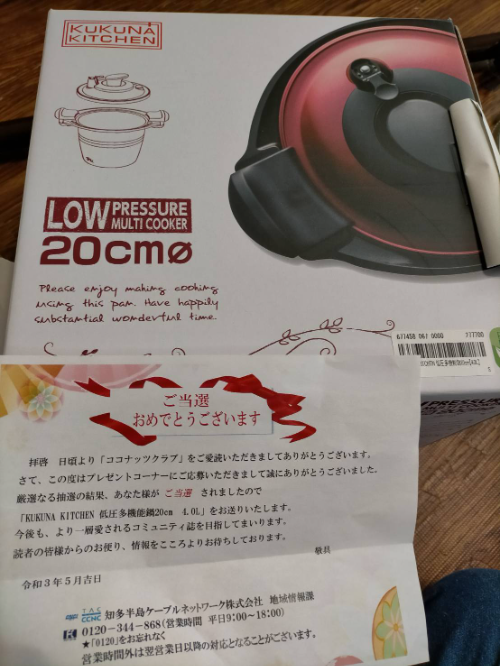 KUKUNÁ
KITCHEN
LOW PRESSURE
MULTI COOKER
20cmø
Please enjoy making cooking
using this pan. Have happily
substantial wonderful time.
671458 061 0000 777700
ご当選
おめでとうございます
拝啓 日頃より「ココナッツクラブ」をご愛読いただきましてありがとうございます。
さて、この度はプレゼントコーナーにご応募いただきまして誠にありがとうございました。
厳選なる抽選の結果、あなた様が ご当選 されましたので
「KUKUNA KITCHEN 低圧多機能鍋20cm 4.0L」をお送りいたします。
今後も、より一層愛されるコミュニティ誌を目指してまいります。
読者の皆様からのお便り、情報をこころよりお待ちしております。
敬具
令和3年5月吉日
TAC
CCNC 知多半島ケーブルネットワーク株式会社 地域情報課
0120-344-868(営業時間 平日9:00~18:00)
★「0120」をお忘れなく
営業時間外は翌営業日以降の対応となることがございます。